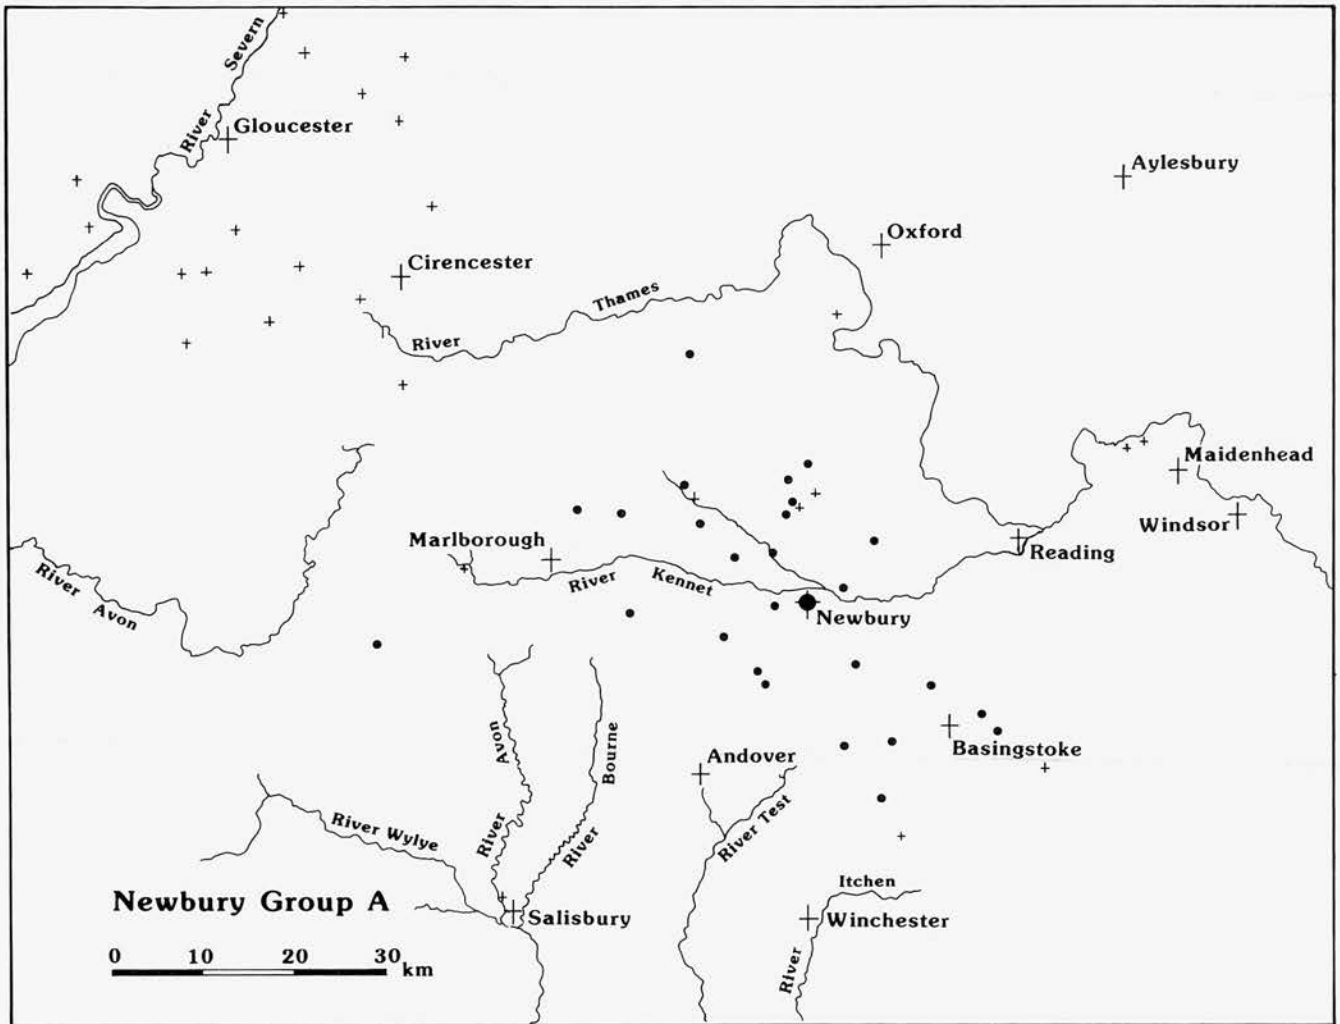 River Severn
Gloucester
Aylesbury
Oxford
Cirencester
River Thames
Maidenhead
Windsor
Marlborough
Reading
River Kennet
River Avon
Newbury
Avon
Bourne
Basingstoke
Andover
River Wylye
River
River
River Test
Itchen
Newbury Group A
Salisbury
Winchester
River
0 10 20 30 km